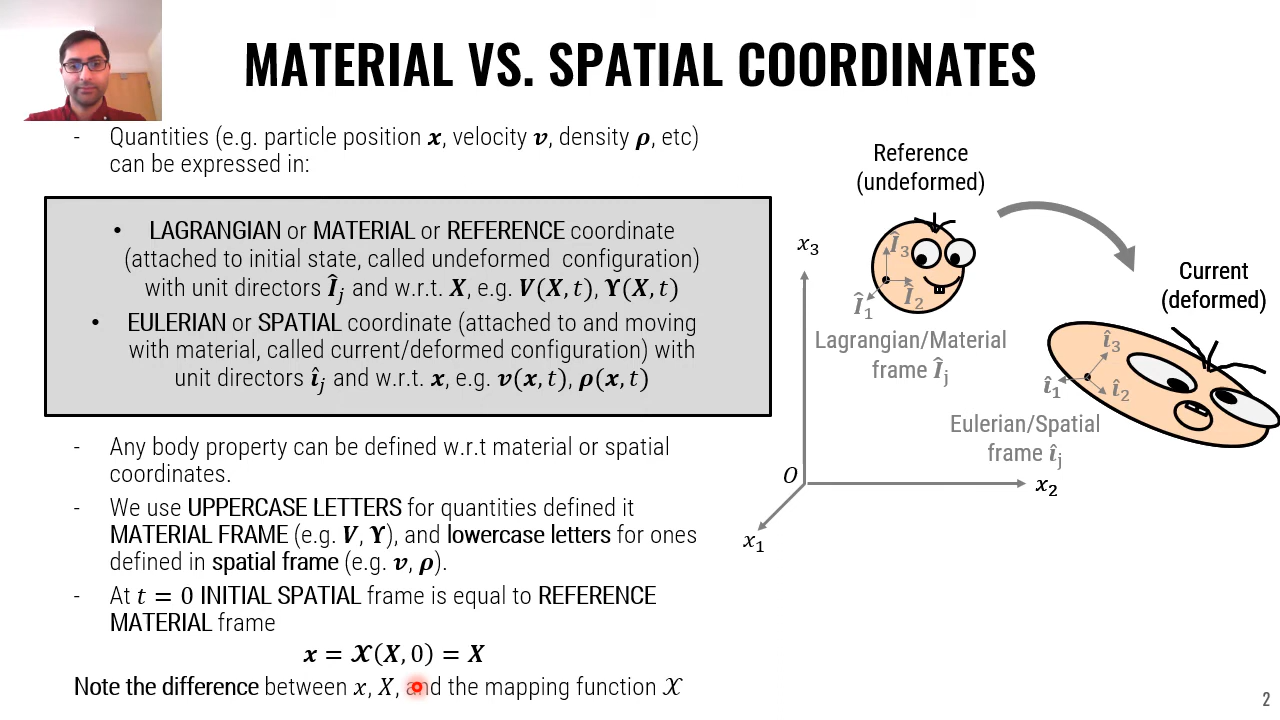 MATERIAL VS. SPATIAL COORDINATES
- Quantities (e.g. particle position 𝒙, velocity 𝒗, density 𝝆, etc)
can be expressed in:
• LAGRANGIAN or MATERIAL or REFERENCE coordinate
(attached to initial state, called undeformed configuration)
with unit directors 𝑰̂ⱼ and w.r.t. 𝑿, e.g. 𝑽(𝑿, 𝑡), 𝚼(𝑿, 𝑡)
• EULERIAN or SPATIAL coordinate (attached to and moving
with material, called current/deformed configuration) with
unit directors 𝒊̂ⱼ and w.r.t. 𝒙, e.g. 𝒗(𝒙, 𝑡), 𝝆(𝒙, 𝑡)
- Any body property can be defined w.r.t material or spatial
coordinates.
- We use UPPERCASE LETTERS for quantities defined it
MATERIAL FRAME (e.g. 𝑽, 𝚼), and lowercase letters for ones
defined in spatial frame (e.g. 𝒗, 𝝆).
- At 𝑡 = 0 INITIAL SPATIAL frame is equal to REFERENCE
MATERIAL frame
𝒙 = 𝓧(𝑿, 0) = 𝑿
Note the difference between 𝑥, 𝑋, and the mapping function 𝒳
Reference
(undeformed)
x₃
Î₃
Î₂
Î₁
Lagrangian/Material
frame Îⱼ
Current
(deformed)
î₃
î₁
î₂
Eulerian/Spatial
frame îⱼ
O
x₂
x₁
2